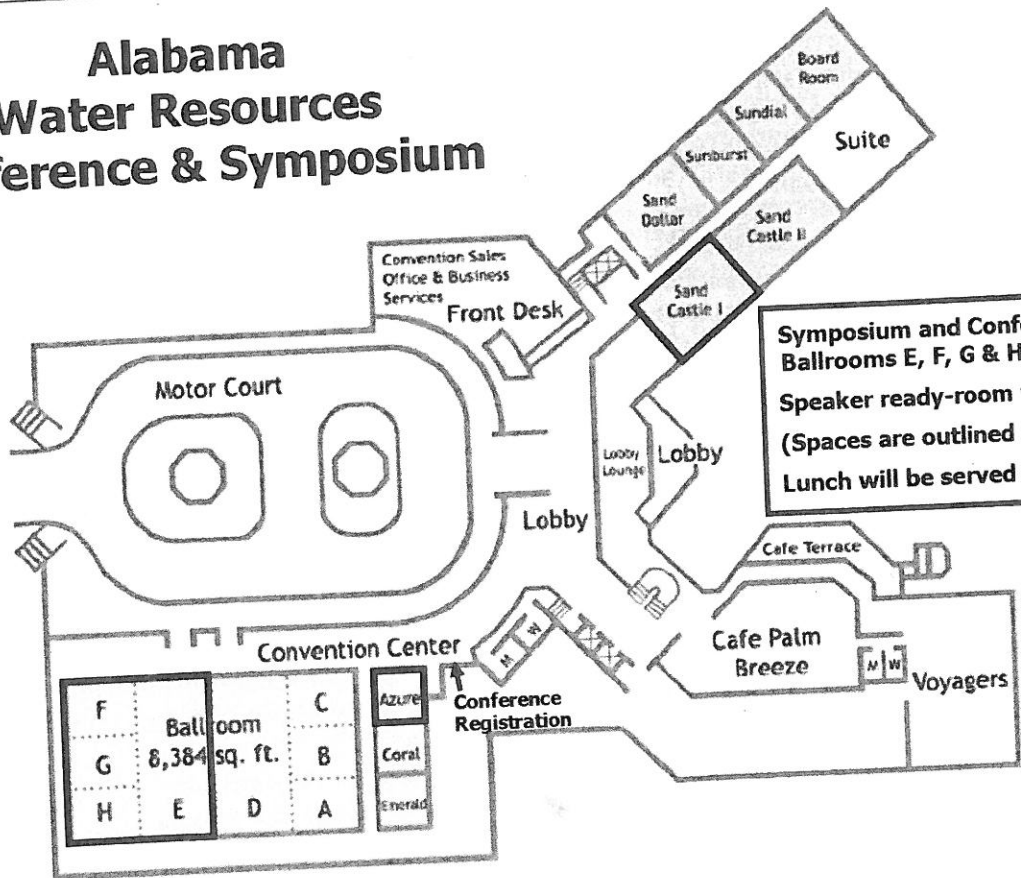 Alabama
Water Resources
ference & Symposium
Board
Room
Sundial
Sunburst
Suite
Sand
Dollar
Sand
Castle II
Sand
Castle I
Convention Sales
Office & Business
Services
Front Desk
Symposium and Conf
Ballrooms E, F, G & H
Speaker ready-room
(Spaces are outlined
Lunch will be served
Motor Court
Lobby
Lounge
Lobby
Lobby
Cafe Terrace
Cafe Palm
Breeze
M W
Voyagers
M W
Convention Center
Conference
Registration
F
G
H
E
Ballroom
8,384 sq. ft.
D
C
B
A
Azure
Coral
Emerald